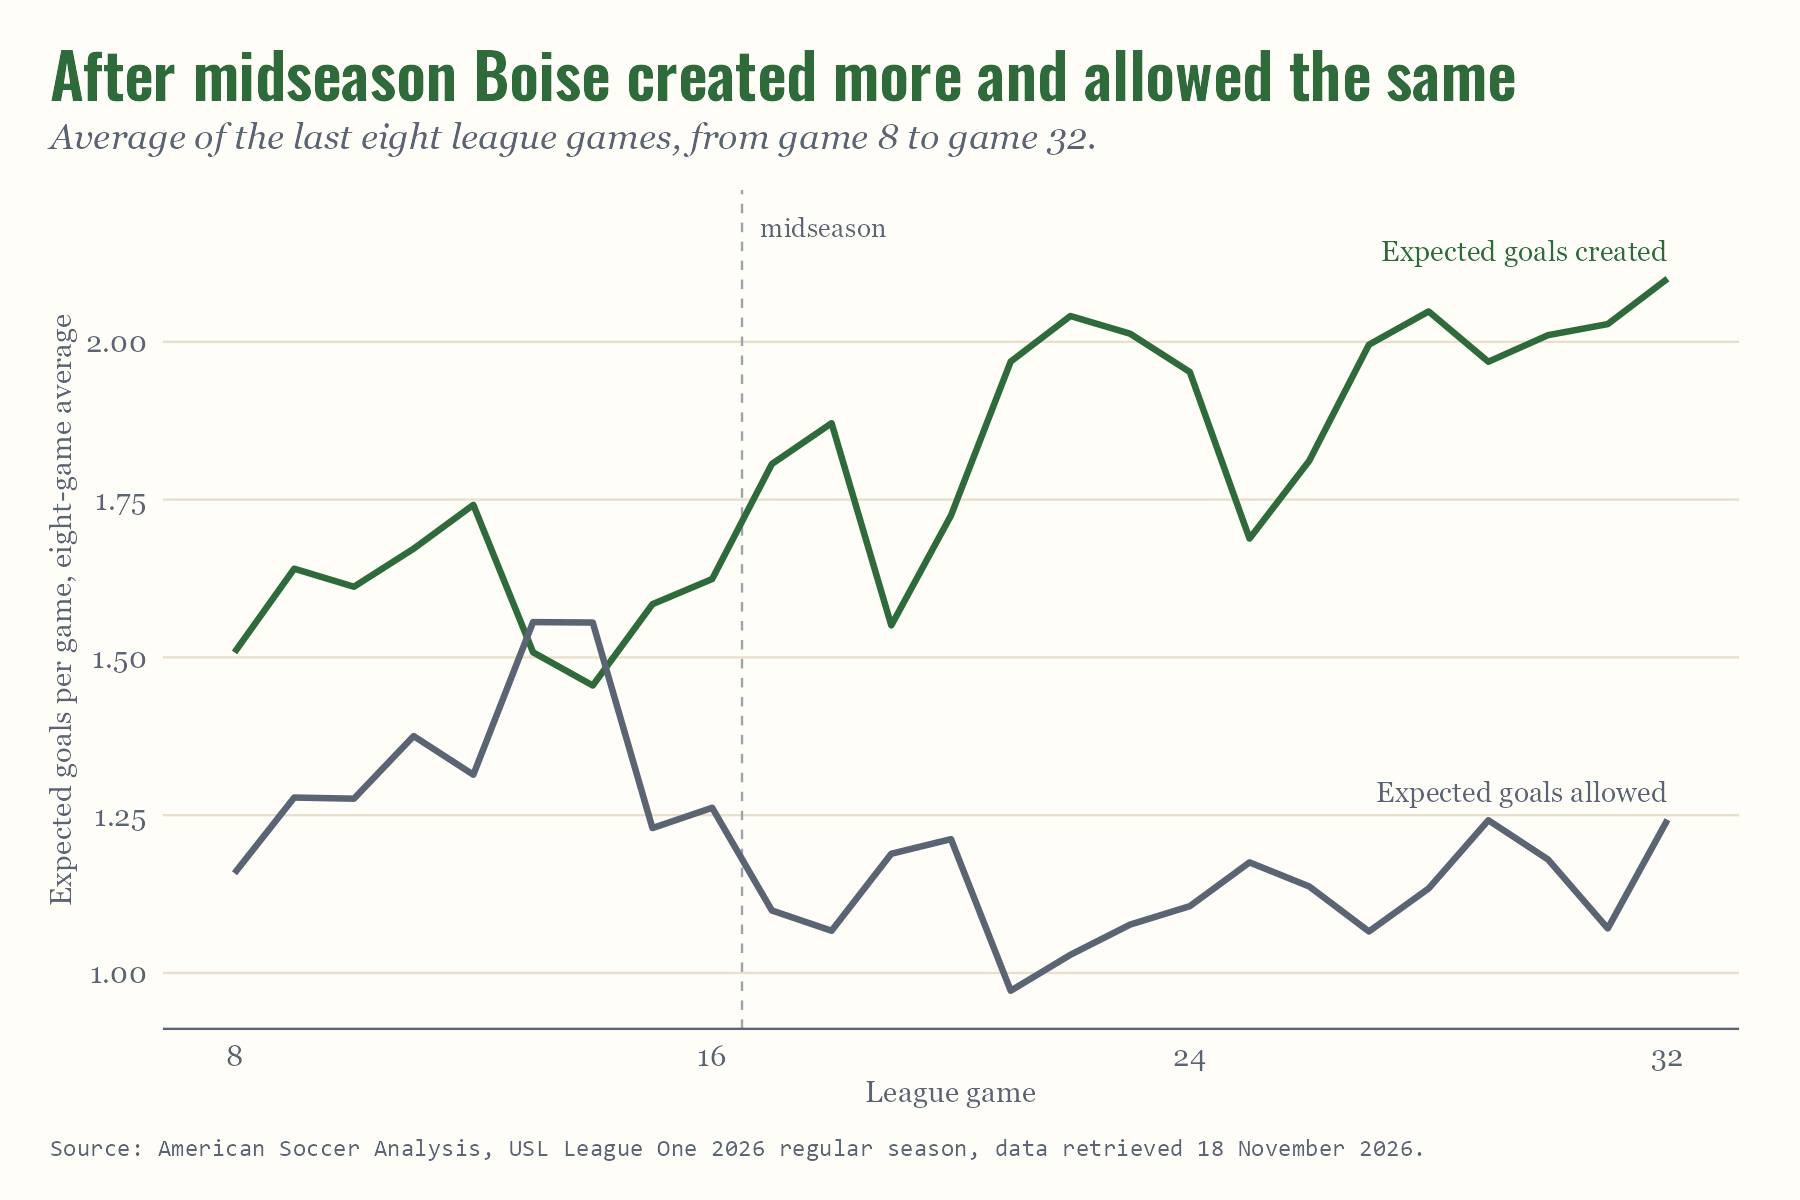 After midseason Boise created more and allowed the same
Average of the last eight league games, from game 8 to game 32.
midseason
Expected goals created
Expected goals per game, eight-game average
2.00
1.75
1.50
1.25
1.00
Expected goals allowed
8 16 24 32
League game
Source: American Soccer Analysis, USL League One 2026 regular season, data retrieved 18 November 2026.